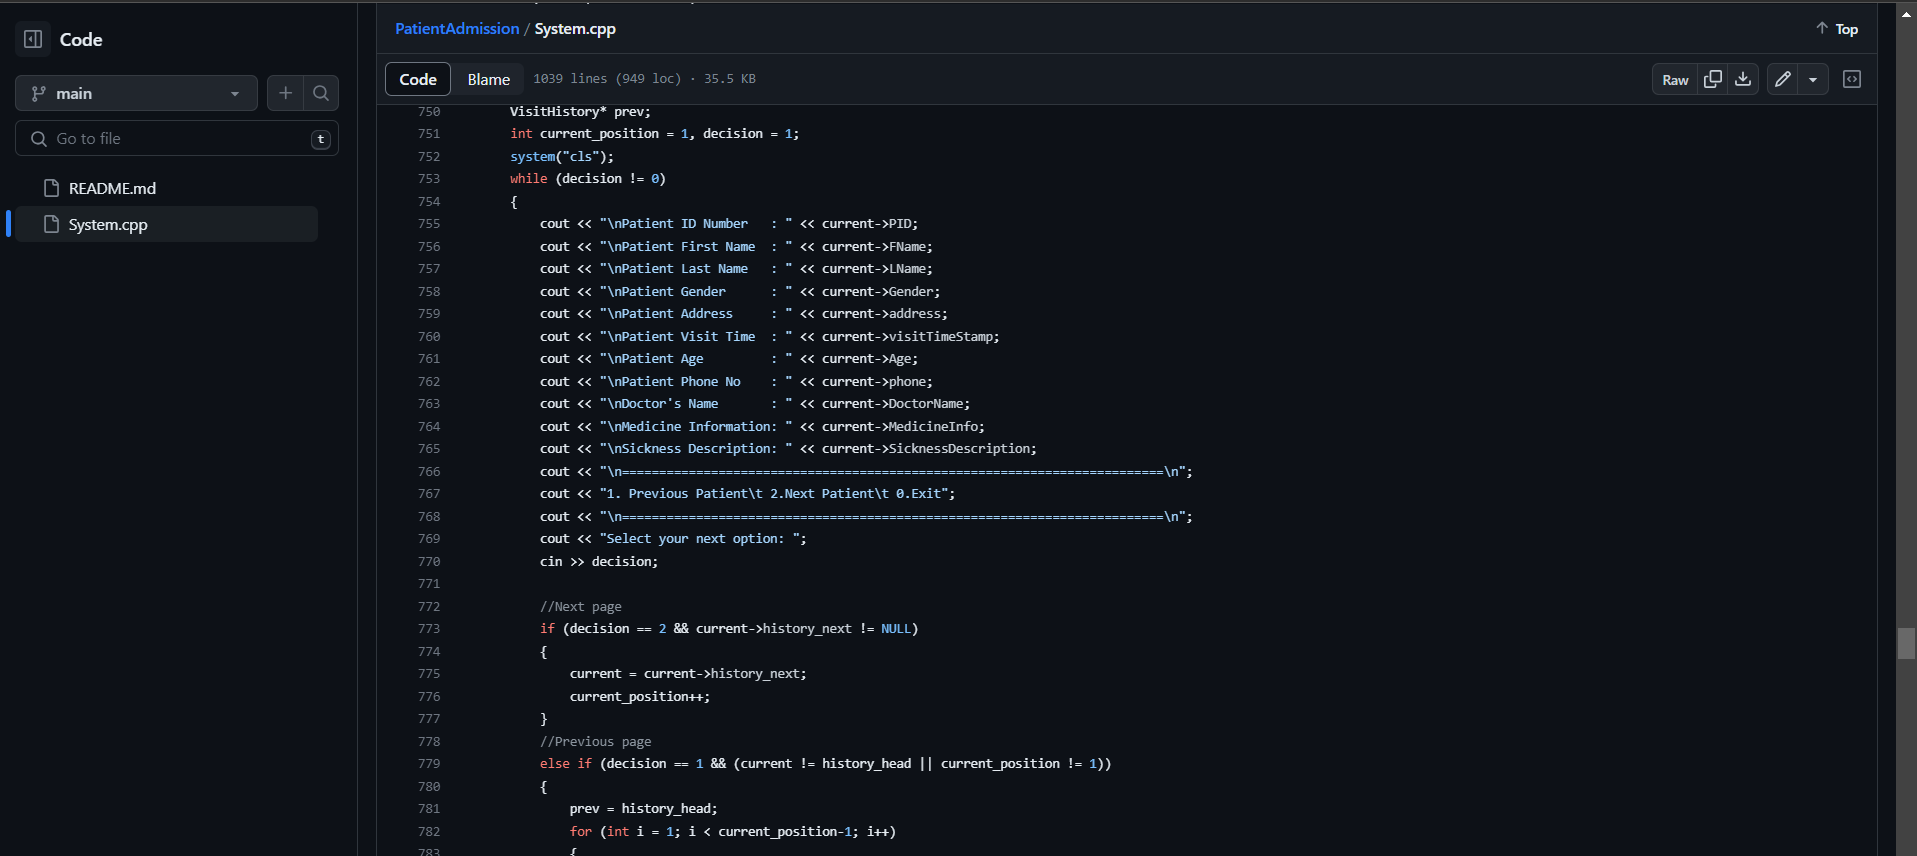 Code
main
Go to file
t
README.md
System.cpp
PatientAdmission / System.cpp
Top
Code Blame 1039 lines (949 loc) · 35.5 KB
Raw
750 VisitHistory* prev;
751 int current_position = 1, decision = 1;
752 system("cls");
753 while (decision != 0)
754 {
755 cout << "\nPatient ID Number   : " << current->PID;
756 cout << "\nPatient First Name  : " << current->FName;
757 cout << "\nPatient Last Name   : " << current->LName;
758 cout << "\nPatient Gender      : " << current->Gender;
759 cout << "\nPatient Address     : " << current->address;
760 cout << "\nPatient Visit Time  : " << current->visitTimeStamp;
761 cout << "\nPatient Age         : " << current->Age;
762 cout << "\nPatient Phone No    : " << current->phone;
763 cout << "\nDoctor's Name       : " << current->DoctorName;
764 cout << "\nMedicine Information: " << current->MedicineInfo;
765 cout << "\nSickness Description: " << current->SicknessDescription;
766 cout << "\n=========================================================================\n";
767 cout << "1. Previous Patient\t 2.Next Patient\t 0.Exit";
768 cout << "\n=========================================================================\n";
769 cout << "Select your next option: ";
770 cin >> decision;
771
772 //Next page
773 if (decision == 2 && current->history_next != NULL)
774 {
775 current = current->history_next;
776 current_position++;
777 }
778 //Previous page
779 else if (decision == 1 && (current != history_head || current_position != 1))
780 {
781 prev = history_head;
782 for (int i = 1; i < current_position-1; i++)
783 {